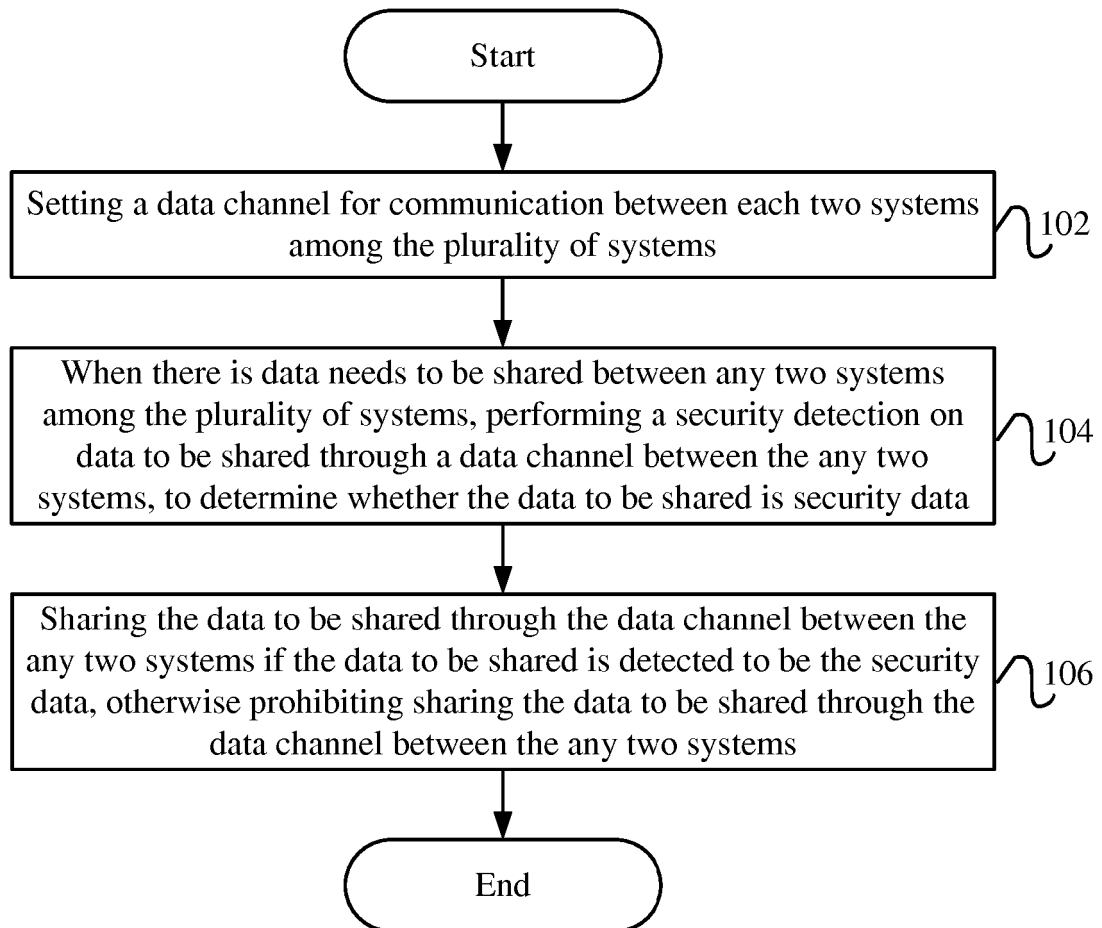 Start
Setting a data channel for communication between each two systems
among the plurality of systems
102
When there is data needs to be shared between any two systems
among the plurality of systems, performing a security detection on
data to be shared through a data channel between the any two
systems, to determine whether the data to be shared is security data
104
Sharing the data to be shared through the data channel between the
any two systems if the data to be shared is detected to be the security
data, otherwise prohibiting sharing the data to be shared through the
data channel between the any two systems
106
End